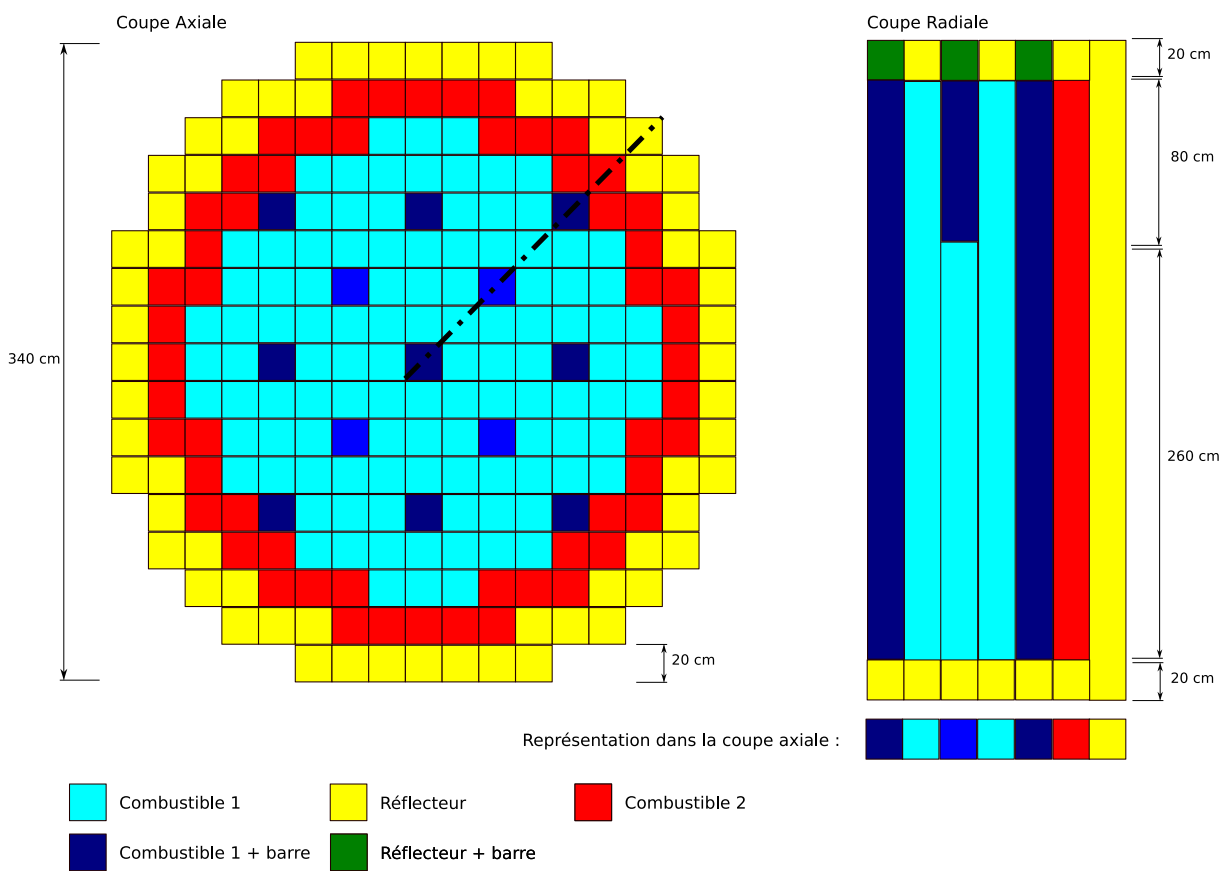 Coupe Axiale
Coupe Radiale
20 cm
80 cm
340 cm
260 cm
20 cm
20 cm
Représentation dans la coupe axiale :
Combustible 1
Réflecteur
Combustible 2
Combustible 1 + barre
Réflecteur + barre